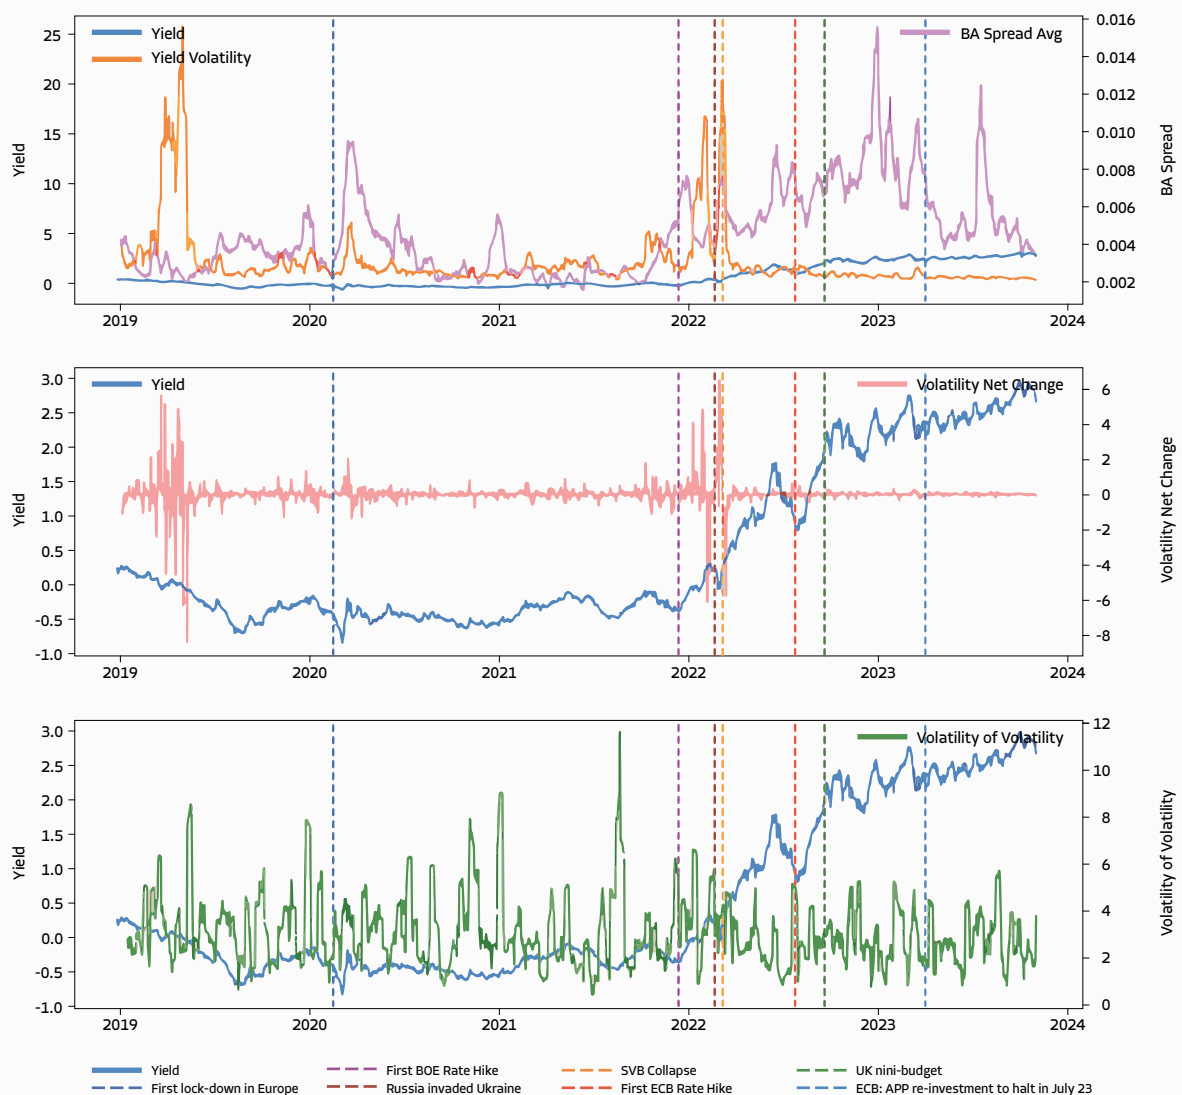 Yield
Yield Volatility
BA Spread Avg
25
20
15
10
5
0
Yield
0.016
0.014
0.012
0.010
0.008
0.006
0.004
0.002
BA Spread
2019 2020 2021 2022 2023 2024
Yield
Volatility Net Change
3.0
2.5
2.0
1.5
1.0
0.5
0.0
-0.5
-1.0
Yield
6
4
2
0
-2
-4
-6
-8
Volatility Net Change
2019 2020 2021 2022 2023 2024
Yield
Volatility of Volatility
3.0
2.5
2.0
1.5
1.0
0.5
0.0
-0.5
-1.0
Yield
12
10
8
6
4
2
0
Volatility of Volatility
2019 2020 2021 2022 2023 2024
Yield First BOE Rate Hike SVB Collapse UK nini-budget
First lock-down in Europe Russia invaded Ukraine First ECB Rate Hike ECB: APP re-investment to halt in July 23